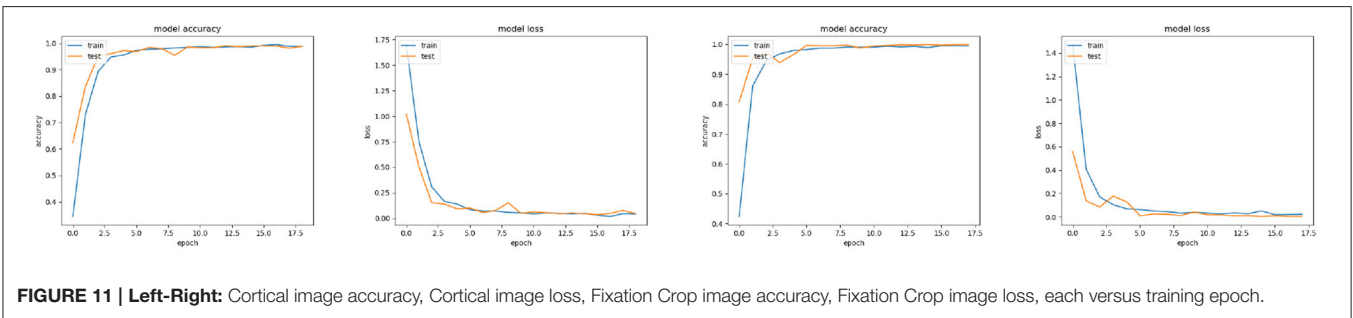 model accuracy
train
test
1.0
0.9
0.8
0.7
0.6
0.5
0.4
accuracy
0.0 2.5 5.0 7.5 10.0 12.5 15.0 17.5
epoch
model loss
train
test
1.75
1.25
1.00
0.75
0.50
0.25
0.00
loss
0.0 2.5 5.0 7.5 10.0 12.5 15.0 17.5
epoch
model accuracy
train
test
1.0
0.9
0.8
0.7
0.6
0.5
0.4
accuracy
0.0 2.5 5.0 7.5 10.0 12.5 15.0 17.5
epoch
model loss
train
test
1.4
1.0
0.8
0.6
0.4
0.2
0.0
loss
0.0 2.5 5.0 7.5 10.0 12.5 15.0 17.5
epoch
FIGURE 11 | Left-Right: Cortical image accuracy, Cortical image loss, Fixation Crop image accuracy, Fixation Crop image loss, each versus training epoch.